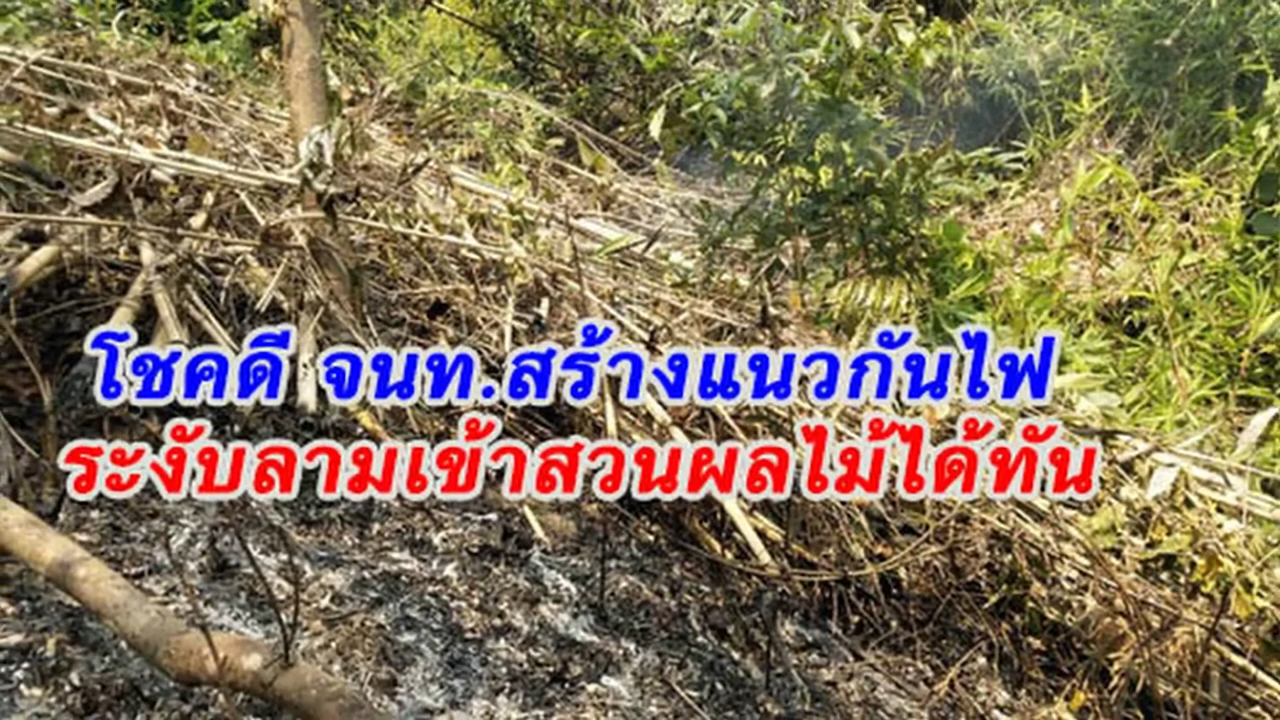 โชคดี จนท.สร้างแนวกันไฟ
ระงับลามเข้าสวนผลไม้ได้ทัน